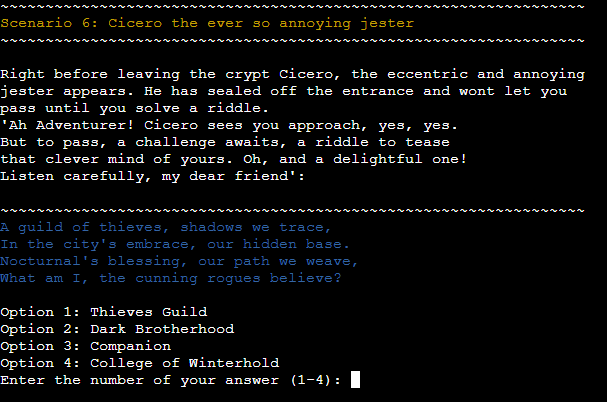 ~~~~~~~~~~~~~~~~~~~~~~~~~~~~~~~~~~~~~~~~~~~~~~~~~~~~~~~~~~~~~~~~~
Scenario 6: Cicero the ever so annoying jester
~~~~~~~~~~~~~~~~~~~~~~~~~~~~~~~~~~~~~~~~~~~~~~~~~~~~~~~~~~~~~~~~~
Right before leaving the crypt Cicero, the eccentric and annoying
jester appears. He has sealed off the entrance and wont let you
pass until you solve a riddle.
'Ah Adventurer! Cicero sees you approach, yes, yes.
But to pass, a challenge awaits, a riddle to tease
that clever mind of yours. Oh, and a delightful one!
Listen carefully, my dear friend':
~~~~~~~~~~~~~~~~~~~~~~~~~~~~~~~~~~~~~~~~~~~~~~~~~~~~~~~~~~~~~~~~~
A guild of thieves, shadows we trace,
In the city's embrace, our hidden base.
Nocturnal's blessing, our path we weave,
What am I, the cunning rogues believe?
Option 1: Thieves Guild
Option 2: Dark Brotherhood
Option 3: Companion
Option 4: College of Winterhold
Enter the number of your answer (1-4):